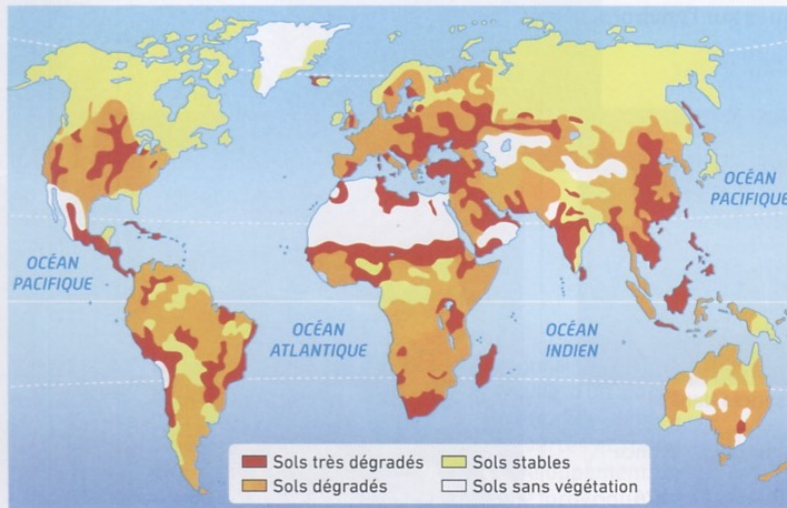 OCÉAN
PACIFIQUE
OCÉAN
PACIFIQUE
OCÉAN
ATLANTIQUE
OCÉAN
INDIEN
Sols très dégradés
Sols stables
Sols dégradés
Sols sans végétation